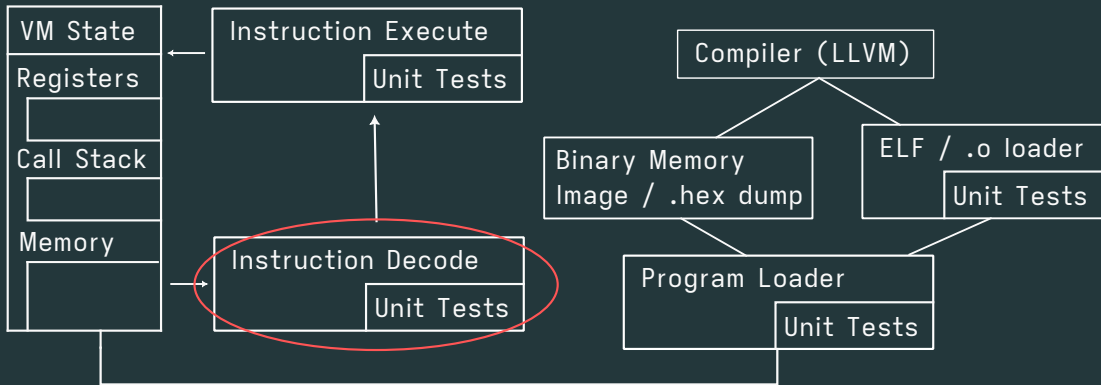 VM State
Registers
Call Stack
Memory
Instruction Execute
Unit Tests
Instruction Decode
Unit Tests
Compiler (LLVM)
Binary Memory
Image / .hex dump
ELF / .o loader
Unit Tests
Program Loader
Unit Tests